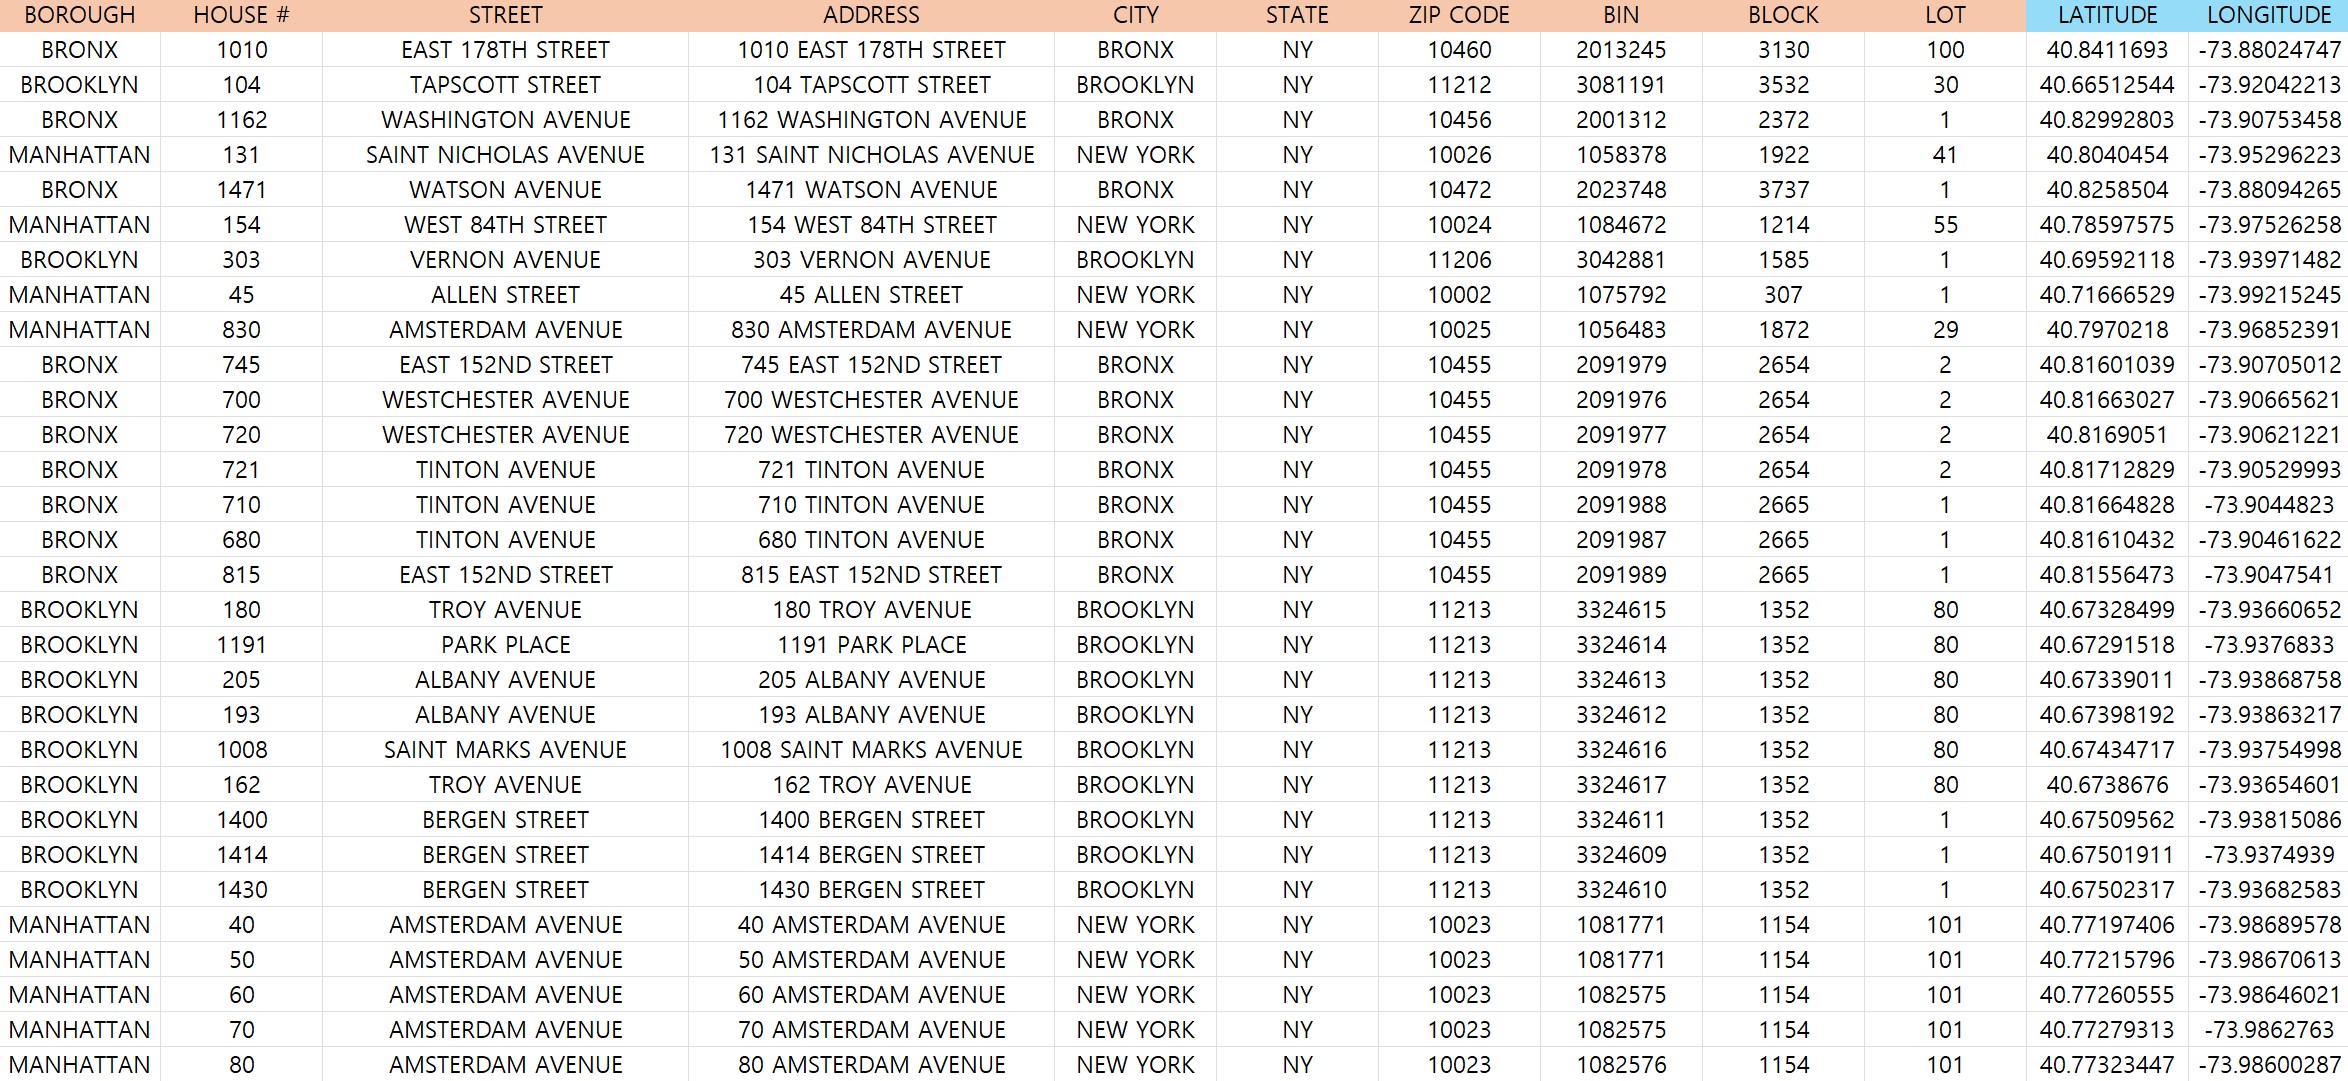 BOROUGH HOUSE # STREET ADDRESS CITY STATE ZIP CODE BIN BLOCK LOT LATITUDE LONGITUDE
BRONX 1010 EAST 178TH STREET 1010 EAST 178TH STREET BRONX NY 10460 2013245 3130 100 40.8411693 -73.88024747
BROOKLYN 104 TAPSCOTT STREET 104 TAPSCOTT STREET BROOKLYN NY 11212 3081191 3532 30 40.66512544 -73.92042213
BRONX 1162 WASHINGTON AVENUE 1162 WASHINGTON AVENUE BRONX NY 10456 2001312 2372 1 40.82992803 -73.90753458
MANHATTAN 131 SAINT NICHOLAS AVENUE 131 SAINT NICHOLAS AVENUE NEW YORK NY 10026 1058378 1922 41 40.8040454 -73.95296223
BRONX 1471 WATSON AVENUE 1471 WATSON AVENUE BRONX NY 10472 2023748 3737 1 40.8258504 -73.88094265
MANHATTAN 154 WEST 84TH STREET 154 WEST 84TH STREET NEW YORK NY 10024 1084672 1214 55 40.78597575 -73.97526258
BROOKLYN 303 VERNON AVENUE 303 VERNON AVENUE BROOKLYN NY 11206 3042881 1585 1 40.69592118 -73.93971482
MANHATTAN 45 ALLEN STREET 45 ALLEN STREET NEW YORK NY 10002 1075792 307 1 40.71666529 -73.99215245
MANHATTAN 830 AMSTERDAM AVENUE 830 AMSTERDAM AVENUE NEW YORK NY 10025 1056483 1872 29 40.7970218 -73.96852391
BRONX 745 EAST 152ND STREET 745 EAST 152ND STREET BRONX NY 10455 2091979 2654 2 40.81601039 -73.90705012
BRONX 700 WESTCHESTER AVENUE 700 WESTCHESTER AVENUE BRONX NY 10455 2091976 2654 2 40.81663027 -73.90665621
BRONX 720 WESTCHESTER AVENUE 720 WESTCHESTER AVENUE BRONX NY 10455 2091977 2654 2 40.8169051 -73.90621221
BRONX 721 TINTON AVENUE 721 TINTON AVENUE BRONX NY 10455 2091978 2654 2 40.81712829 -73.90529993
BRONX 710 TINTON AVENUE 710 TINTON AVENUE BRONX NY 10455 2091988 2665 1 40.81664828 -73.9044823
BRONX 680 TINTON AVENUE 680 TINTON AVENUE BRONX NY 10455 2091987 2665 1 40.81610432 -73.90461622
BRONX 815 EAST 152ND STREET 815 EAST 152ND STREET BRONX NY 10455 2091989 2665 1 40.81556473 -73.9047541
BROOKLYN 180 TROY AVENUE 180 TROY AVENUE BROOKLYN NY 11213 3324615 1352 80 40.67328499 -73.93660652
BROOKLYN 1191 PARK PLACE 1191 PARK PLACE BROOKLYN NY 11213 3324614 1352 80 40.67291518 -73.9376833
BROOKLYN 205 ALBANY AVENUE 205 ALBANY AVENUE BROOKLYN NY 11213 3324613 1352 80 40.67339011 -73.93868758
BROOKLYN 193 ALBANY AVENUE 193 ALBANY AVENUE BROOKLYN NY 11213 3324612 1352 80 40.67398192 -73.93863217
BROOKLYN 1008 SAINT MARKS AVENUE 1008 SAINT MARKS AVENUE BROOKLYN NY 11213 3324616 1352 80 40.67434717 -73.93754998
BROOKLYN 162 TROY AVENUE 162 TROY AVENUE BROOKLYN NY 11213 3324617 1352 80 40.6738676 -73.93654601
BROOKLYN 1400 BERGEN STREET 1400 BERGEN STREET BROOKLYN NY 11213 3324611 1352 1 40.67509562 -73.93815086
BROOKLYN 1414 BERGEN STREET 1414 BERGEN STREET BROOKLYN NY 11213 3324609 1352 1 40.67501911 -73.9374939
BROOKLYN 1430 BERGEN STREET 1430 BERGEN STREET BROOKLYN NY 11213 3324610 1352 1 40.67502317 -73.93682583
MANHATTAN 40 AMSTERDAM AVENUE 40 AMSTERDAM AVENUE NEW YORK NY 10023 1081771 1154 101 40.77197406 -73.98689578
MANHATTAN 50 AMSTERDAM AVENUE 50 AMSTERDAM AVENUE NEW YORK NY 10023 1081771 1154 101 40.77215796 -73.98670613
MANHATTAN 60 AMSTERDAM AVENUE 60 AMSTERDAM AVENUE NEW YORK NY 10023 1082575 1154 101 40.77260555 -73.98646021
MANHATTAN 70 AMSTERDAM AVENUE 70 AMSTERDAM AVENUE NEW YORK NY 10023 1082575 1154 101 40.77279313 -73.9862763
MANHATTAN 80 AMSTERDAM AVENUE 80 AMSTERDAM AVENUE NEW YORK NY 10023 1082576 1154 101 40.77323447 -73.98600287